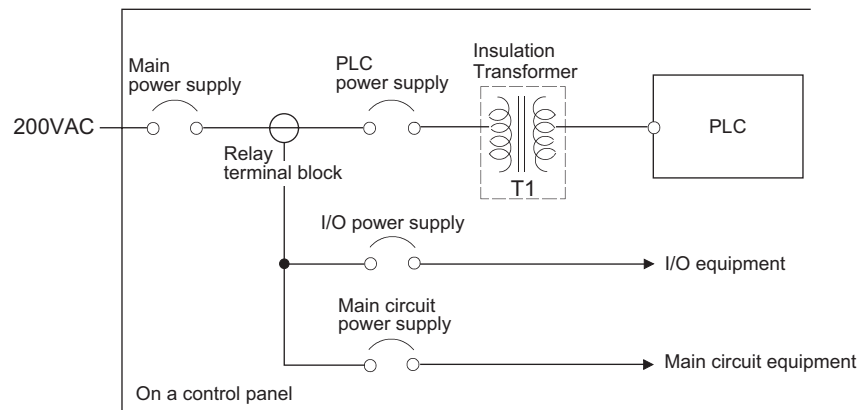 Main
power supply
PLC
power supply
Insulation
Transformer
200VAC
PLC
Relay
terminal block
T1
I/O power supply
I/O equipment
Main circuit
power supply
Main circuit equipment
On a control panel